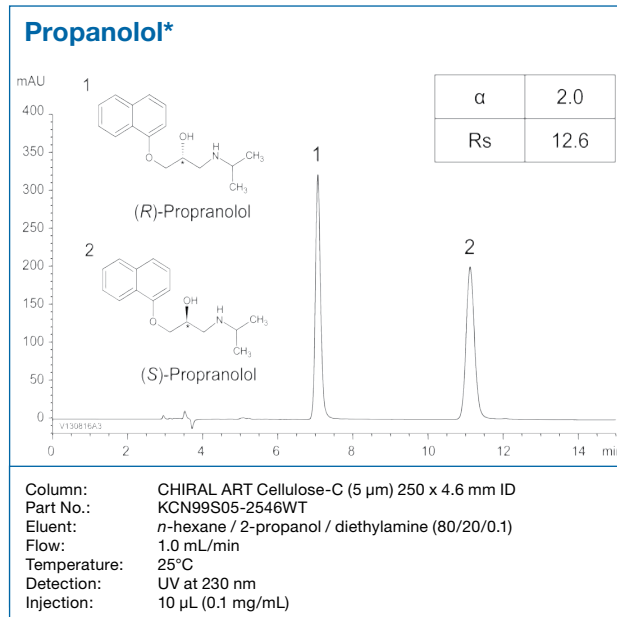 Propanolol*
mAU
400
350
300
250
200
150
100
50
0
1
OH
H
N
O
*
CH3
CH3
(R)-Propranolol
2
OH
H
N
O
*
CH3
CH3
(S)-Propranolol
1
2
α 2.0
Rs 12.6
V130816A3
0 2 4 6 8 10 12 14 min
Column: CHIRAL ART Cellulose-C (5 µm) 250 x 4.6 mm ID
Part No.: KCN99S05-2546WT
Eluent: n-hexane / 2-propanol / diethylamine (80/20/0.1)
Flow: 1.0 mL/min
Temperature: 25°C
Detection: UV at 230 nm
Injection: 10 µL (0.1 mg/mL)